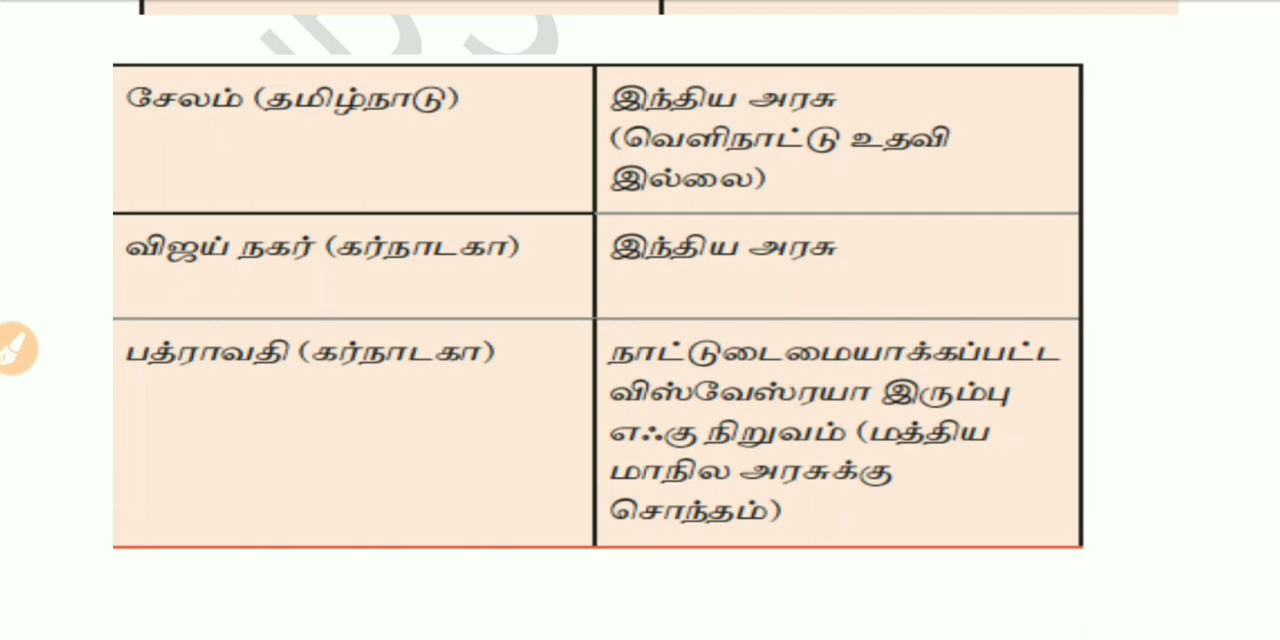 சேலம் (தமிழ்நாடு)
இந்திய அரசு
(வெளிநாட்டு உதவி
இல்லை)
விஜய் நகர் (கர்நாடகா)
இந்திய அரசு
பத்ராவதி (கர்நாடகா)
நாட்டுடைமையாக்கப்பட்ட
விஸ்வேஸ்ரயா இரும்பு
எஃகு நிறுவம் (மத்திய
மாநில அரசுக்கு
சொந்தம்)